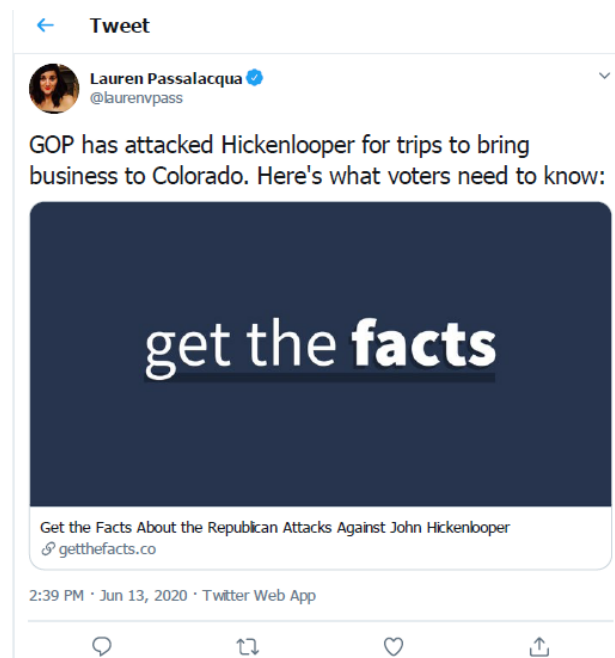 Tweet
Lauren Passalacqua
@laurenvpass
GOP has attacked Hickenlooper for trips to bring
business to Colorado. Here's what voters need to know:
get the facts
Get the Facts About the Republican Attacks Against John Hickenlooper
getthefacts.co
2:39 PM · Jun 13, 2020 · Twitter Web App